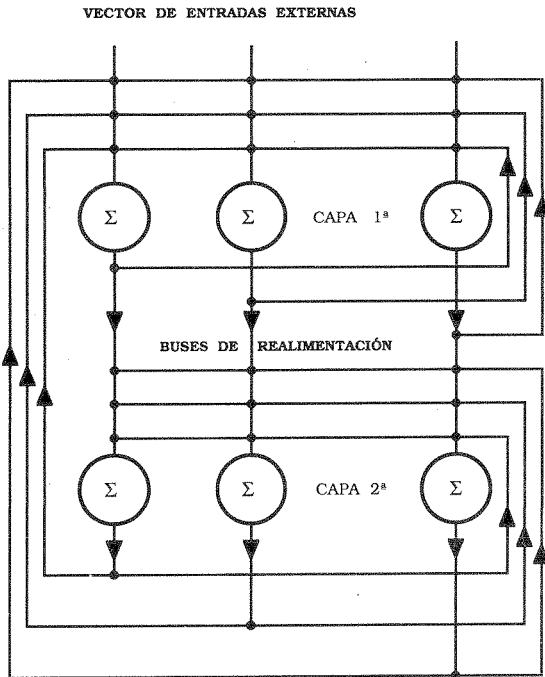 VECTOR DE ENTRADAS EXTERNAS
Σ Σ CAPA 1ª Σ
BUSES DE REALIMENTACIÓN
Σ Σ CAPA 2ª Σ